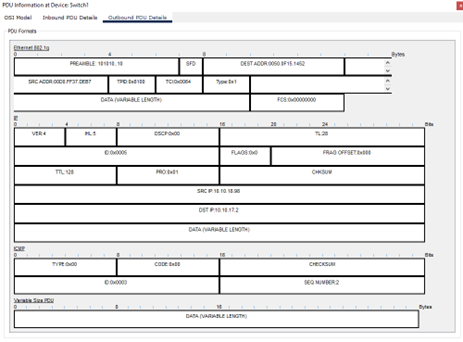 PDU Information at Device: Switch1
OSI Model Inbound PDU Details Outbound PDU Details
PDU Formats
Ethernet 802.1q
0 4 8 Bytes
PREAMBLE: 101010..10 SFD DEST ADDR:0050.0F15.1452
SRC ADDR:00D0.FF37.DEB7 TPID:0x8100 TCI:0x0064 Type:0x1
DATA (VARIABLE LENGTH) FCS:0x00000000
IP
0 4 8 16 20 24 Bits
VER:4 IHL:5 DSCP:0x00 TL:28
ID:0x0005 FLAGS:0x0 FRAG OFFSET:0x000
TTL:128 PRO:0x01 CHKSUM
SRC IP:10.10.10.98
DST IP:10.10.17.2
DATA (VARIABLE LENGTH)
ICMP
0 8 16 Bits
TYPE:0x00 CODE:0x00 CHECKSUM
ID:0x0003 SEQ NUMBER:2
Variable Size PDU
0 8 16 Bytes
DATA (VARIABLE LENGTH)